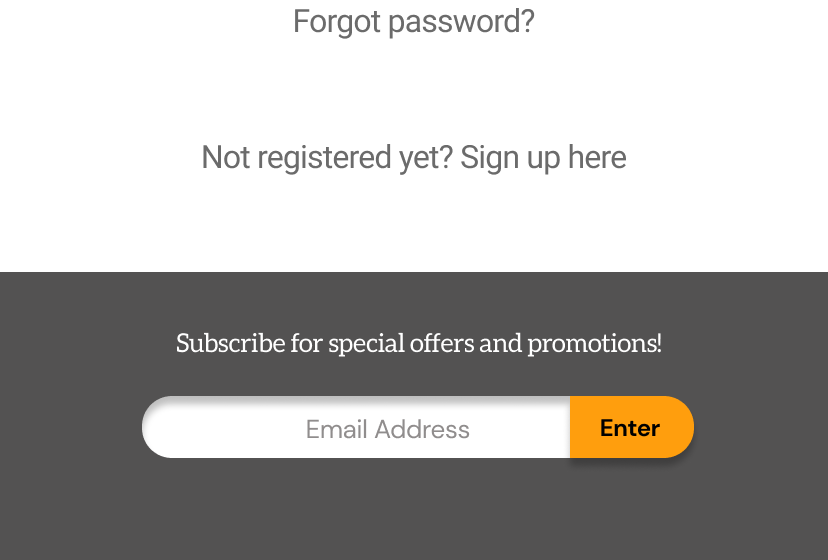 Forgot password?
Not registered yet? Sign up here
Subscribe for special offers and promotions!
Email Address
Enter